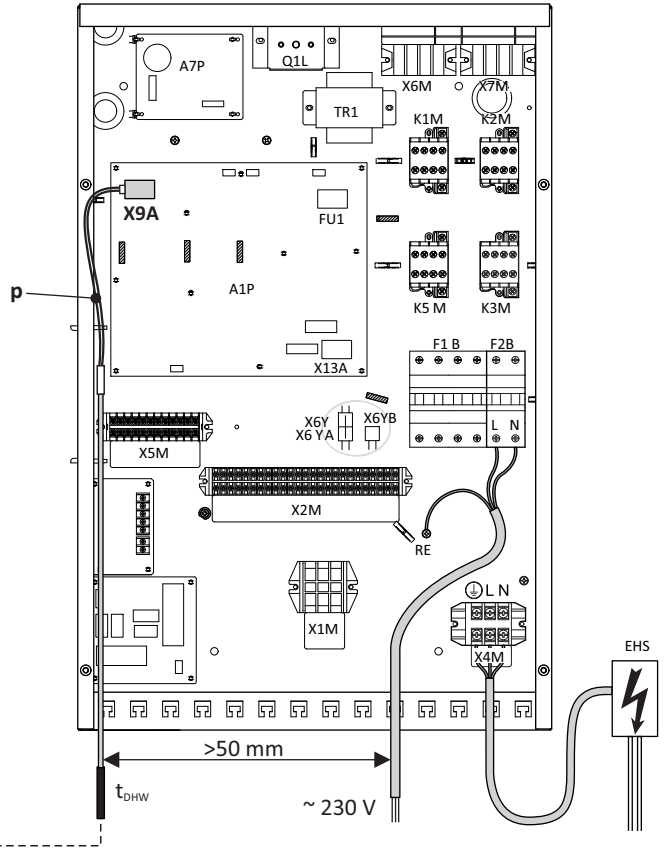 Q1L
A7P
X6M
X7M
TR1
K1M
K2M
X9A
FU1
p
A1P
K5 M
K3M
F1 B
F2B
X13A
X6Y
X6YB
X6 YA
L N
X5M
X2M
RE
L N
X1M
X4M
EHS
>50 mm
tDHW
~ 230 V